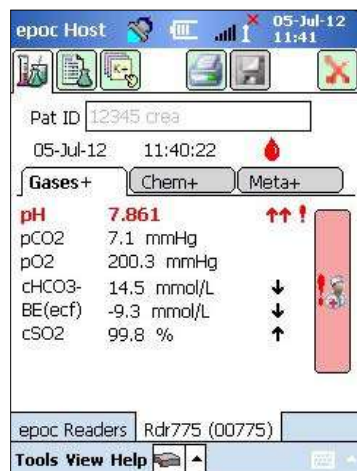 epoc Host 05-Jul-12
11:41
Pat ID 12345 crea
05-Jul-12 11:40:22
Gases+ Chem+ Meta+
pH 7.861 ↑↑ !
pCO2 7.1 mmHg
pO2 200.3 mmHg
cHCO3- 14.5 mmol/L ↓
BE(ecf) -9.3 mmol/L ↓
cSO2 99.8 % ↑
epoc Readers Rdr775 (00775)
Tools View Help